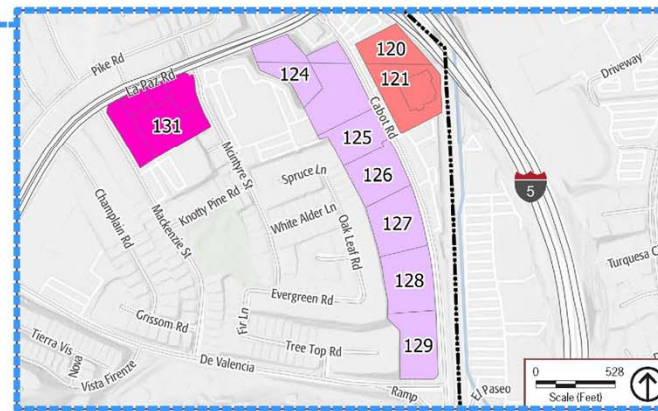 Pike Rd
La Paz Rd
120
121
124
Driveway
131
Cabot Rd
125
Mcintyre St
Spruce Ln
126
5
Knotty Pine Rd
Champlain Rd
Mackenzie St
White Alder Ln
Oak Leaf Rd
127
Turquesa C
128
Evergreen Rd
Grissom Rd
Fir Ln
Tierra Vis
Nova
Tree Top Rd
129
De Valencia
Vista Firenze
Ramp
El Paseo
0 528
Scale (Feet)